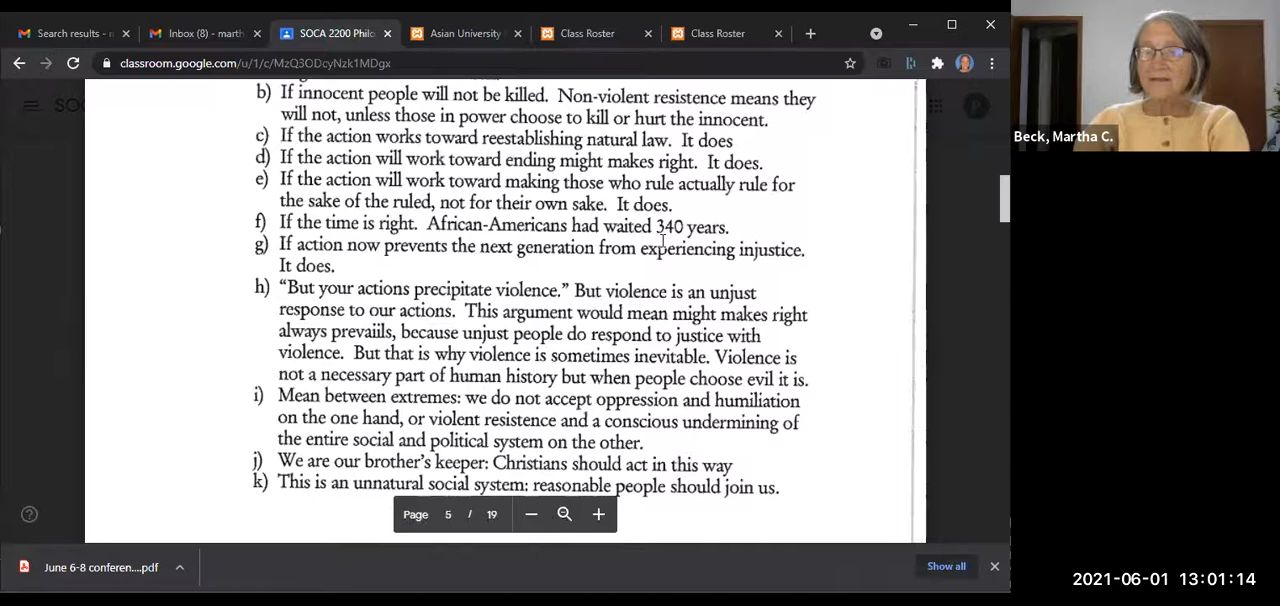 Search results - n
Inbox (8) - marth
SOCA 2200 Philo
Asian University
Class Roster
Class Roster
classroom.google.com/u/1/c/MzQ3ODcyNzk1MDgx
b) If innocent people will not be killed. Non-violent resistance means they
will not, unless those in power choose to kill or hurt the innocent.
c) If the action works toward reestablishing natural law. It does
d) If the action will work toward ending might makes right. It does.
e) If the action will work toward making those who rule actually rule for
the sake of the ruled, not for their own sake. It does.
f) If the time is right. African-Americans had waited 340 years.
g) If action now prevents the next generation from experiencing injustice.
It does.
h) “But your actions precipitate violence.” But violence is an unjust
response to our actions. This argument would mean might makes right
always prevaiils, because unjust people do respond to justice with
violence. But that is why violence is sometimes inevitable. Violence is
not a necessary part of human history but when people choose evil it is.
i) Mean between extremes: we do not accept oppression and humiliation
on the one hand, or violent resistance and a conscious undermining of
the entire social and political system on the other.
j) We are our brother's keeper: Christians should act in this way
k) This is an unnatural social system: reasonable people should join us.
Page 5 / 19
June 6-8 conferen....pdf
Show all
Beck, Martha C.
2021-06-01 13:01:14